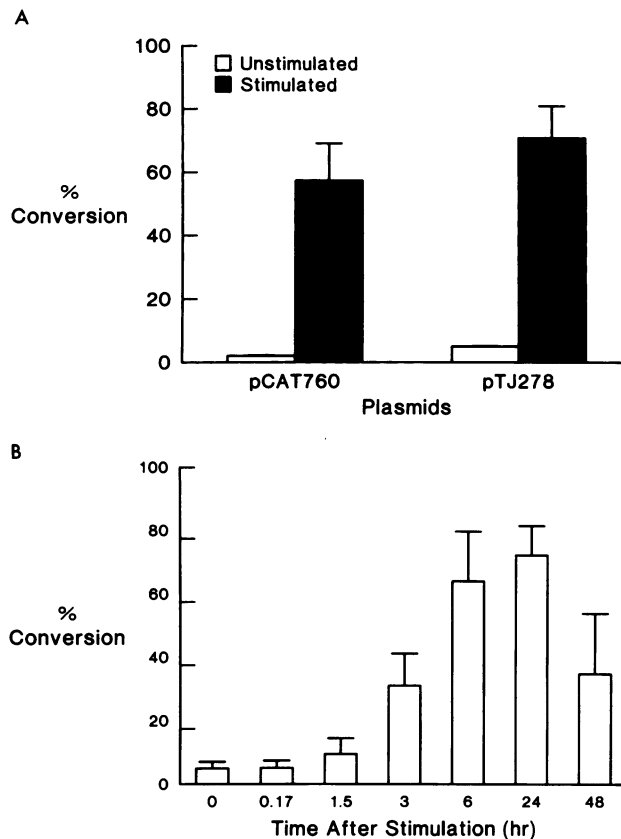 A
100
80
60
40
20
0
% Conversion
Unstimulated
Stimulated
pCAT760
pTJ278
Plasmids
B
100
80
60
40
20
0
% Conversion
0 0.17 1.5 3 6 24 48
Time After Stimulation (hr)